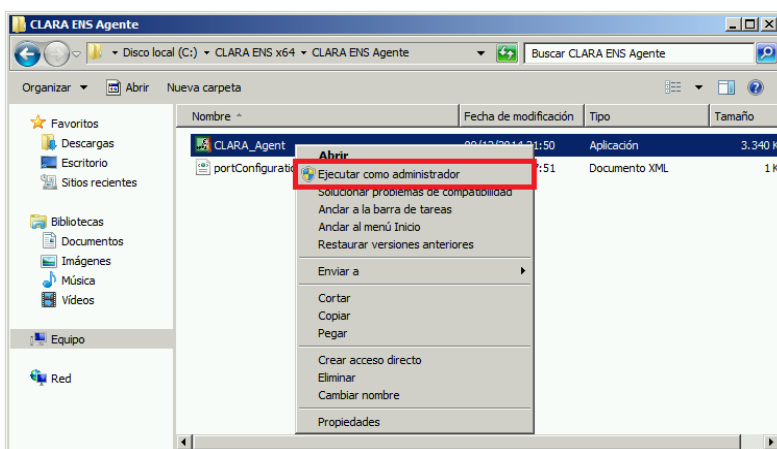 CLARA ENS Agente
Disco local (C:) CLARA ENS x64 CLARA ENS Agente
Buscar CLARA ENS Agente
Organizar Abrir Nueva carpeta
Nombre Fecha de modificación Tipo Tamaño
Favoritos
Descargas
Escritorio
Sitios recientes
Bibliotecas
Documentos
Imágenes
Música
Vídeos
Equipo
Red
CLARA_Agent Aplicación 3.340 K
Documento XML 1 K
Abrir
Ejecutar como administrador
Solucionar problemas de compatibilidad
Anclar a la barra de tareas
Anclar al menú Inicio
Restaurar versiones anteriores
Enviar a
Cortar
Copiar
Pegar
Crear acceso directo
Eliminar
Cambiar nombre
Propiedades